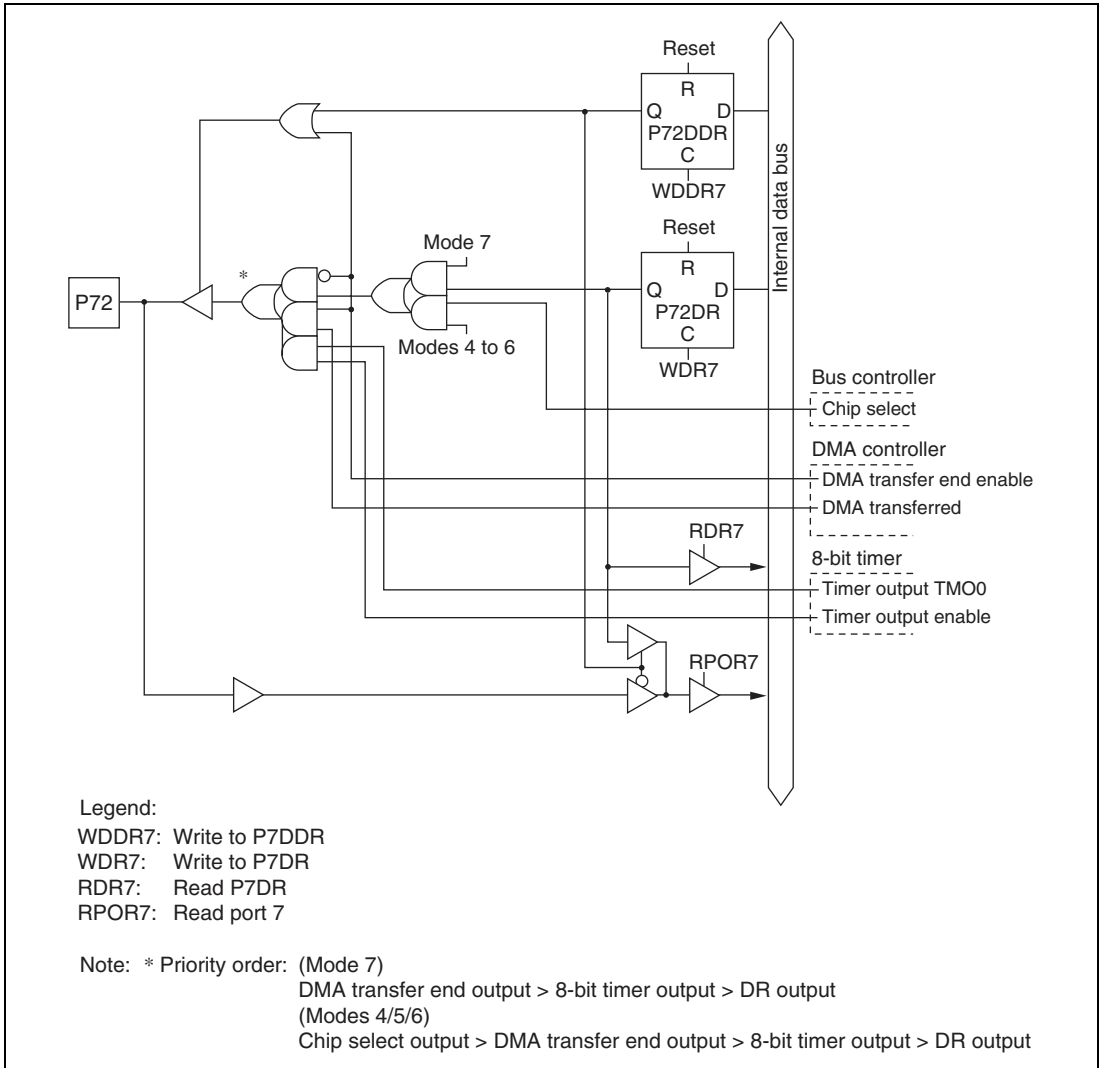 Reset
R
Q D
P72DDR
C
WDDR7
Internal data bus
Reset
Mode 7
R
*
P72
Q D
P72DR
C
Modes 4 to 6
WDR7
Bus controller
Chip select
DMA controller
DMA transfer end enable
DMA transferred
RDR7
8-bit timer
Timer output TMO0
Timer output enable
RPOR7
Legend:
WDDR7: Write to P7DDR
WDR7: Write to P7DR
RDR7: Read P7DR
RPOR7: Read port 7
Note: * Priority order: (Mode 7)
DMA transfer end output > 8-bit timer output > DR output
(Modes 4/5/6)
Chip select output > DMA transfer end output > 8-bit timer output > DR output